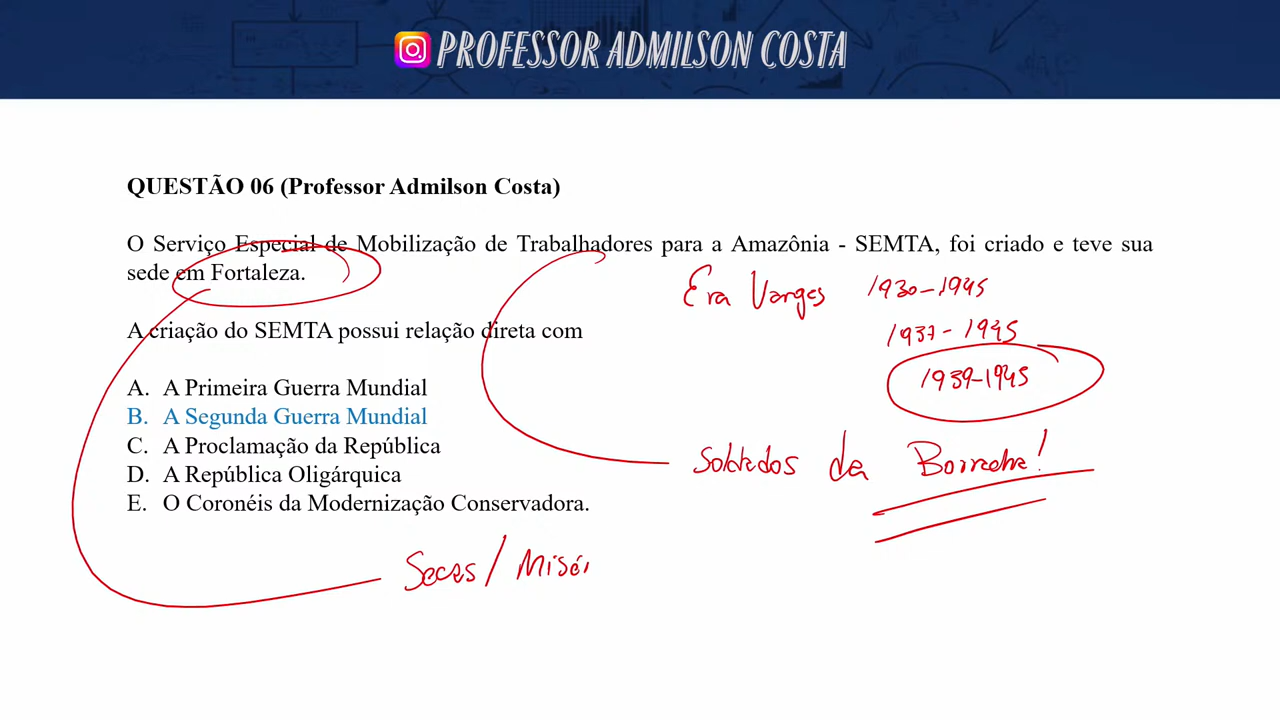 PROFESSOR ADMILSON COSTA
QUESTÃO 06 (Professor Admilson Costa)
O Serviço Especial de Mobilização de Trabalhadores para a Amazônia - SEMTA, foi criado e teve sua
sede em Fortaleza.
Era Vargas 1930-1945
A criação do SEMTA possui relação direta com
1937-1945
1939-1945
A. A Primeira Guerra Mundial
B. A Segunda Guerra Mundial
C. A Proclamação da República
Soldados da Borracha!
D. A República Oligárquica
E. O Coronéis da Modernização Conservadora.
Secas / Misér